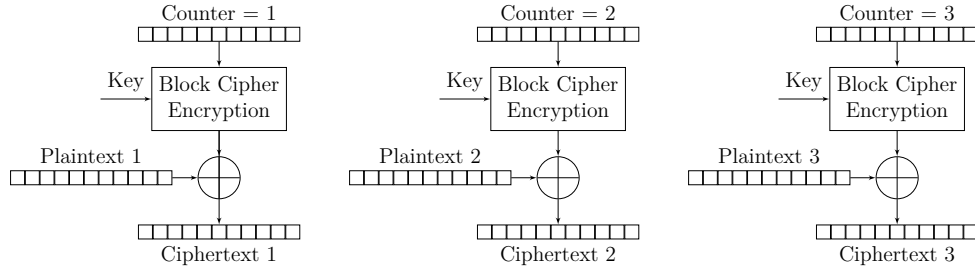 Counter = 1
Counter = 2
Counter = 3
Key
Block Cipher
Encryption
Key
Block Cipher
Encryption
Key
Block Cipher
Encryption
Plaintext 1
Plaintext 2
Plaintext 3
Ciphertext 1
Ciphertext 2
Ciphertext 3